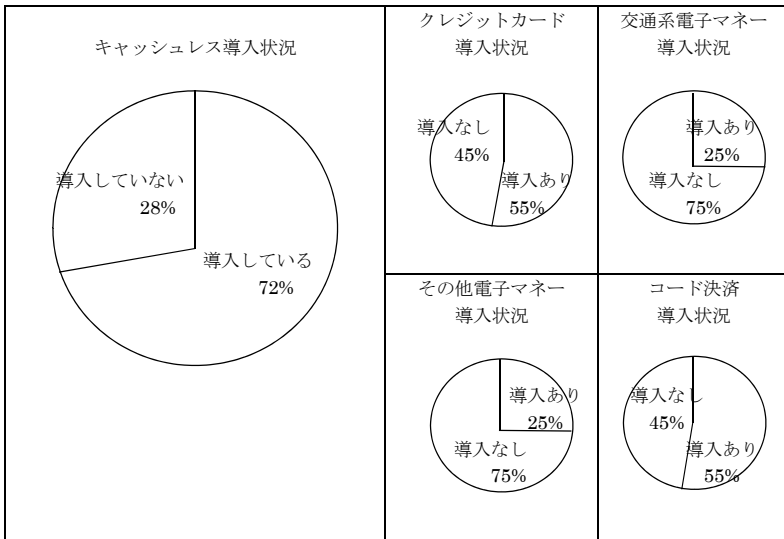 キャッシュレス導入状況
導入していない
28%
導入している
72%
クレジットカード
導入状況
導入なし
45%
導入あり
55%
交通系電子マネー
導入状況
導入あり
25%
導入なし
75%
その他電子マネー
導入状況
導入あり
25%
導入なし
75%
コード決済
導入状況
導入なし
45%
導入あり
55%